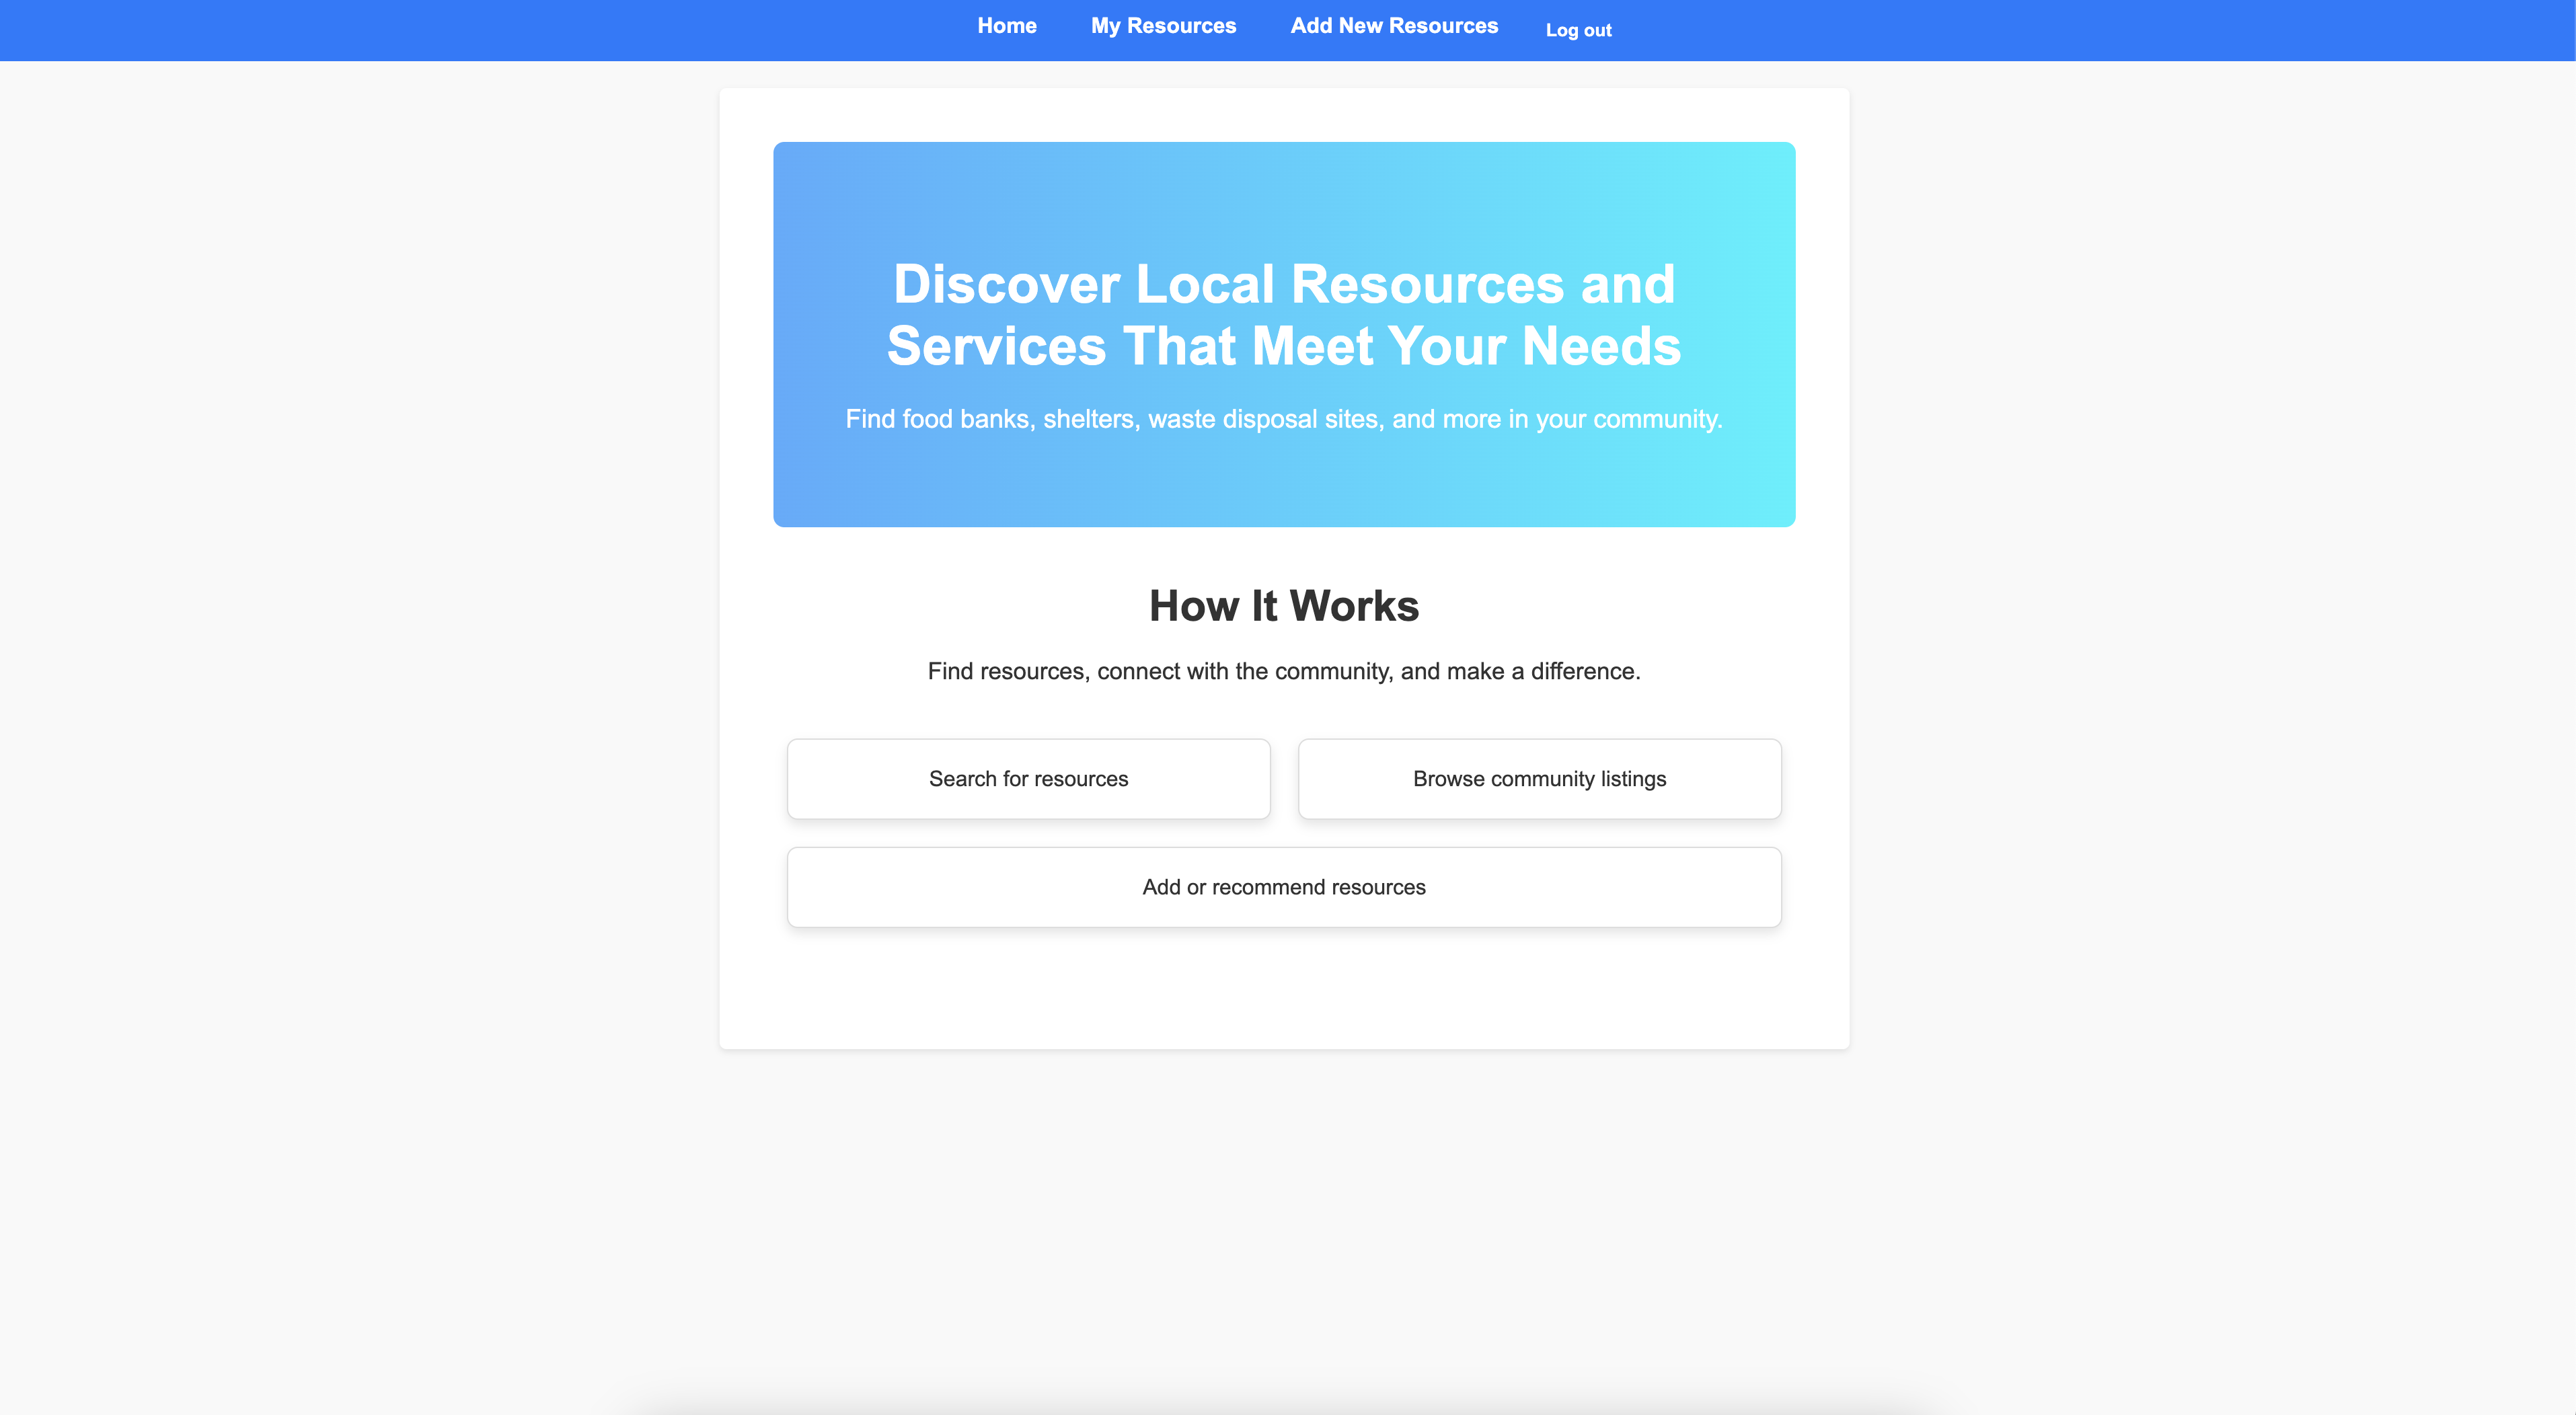 Home My Resources Add New Resources Log out
Discover Local Resources and
Services That Meet Your Needs
Find food banks, shelters, waste disposal sites, and more in your community.
How It Works
Find resources, connect with the community, and make a difference.
Search for resources Browse community listings
Add or recommend resources